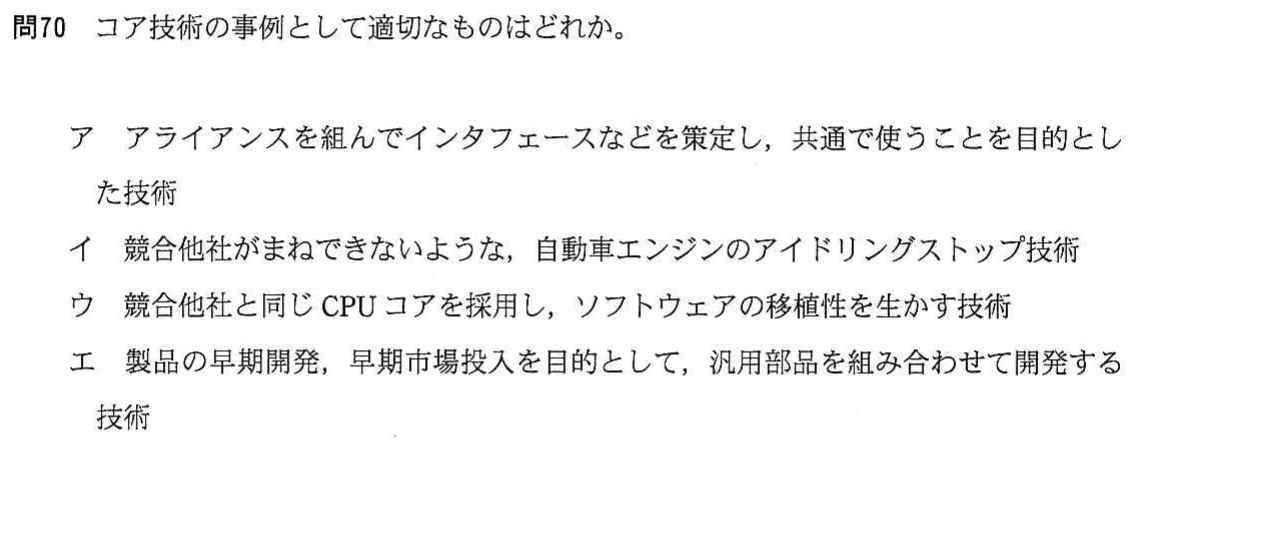 問70 コア技術の事例として適切なものはどれか。
ア アライアンスを組んでインタフェースなどを策定し，共通で使うことを目的とし
た技術
イ 競合他社がまねできないような，自動車エンジンのアイドリングストップ技術
ウ 競合他社と同じ CPU コアを採用し，ソフトウェアの移植性を生かす技術
エ 製品の早期開発，早期市場投入を目的として，汎用部品を組み合わせて開発する
技術